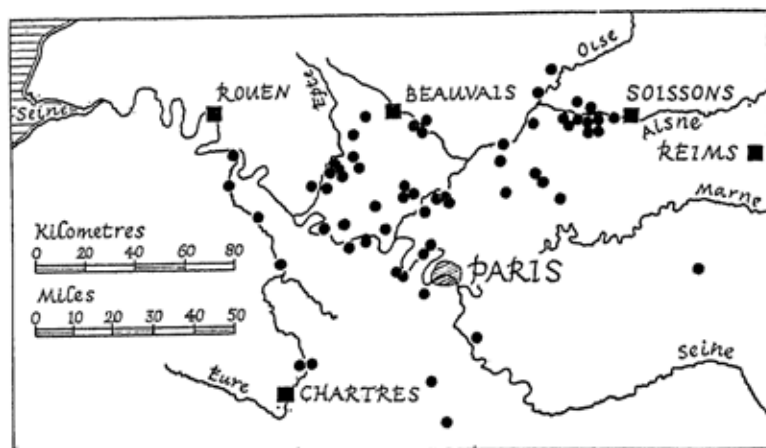 Oise
ROUEN
Epte
BEAUVAIS
SOISSONS
Seine
Aisne
REIMS
Marne
Kilometres
0 20 40 60 80
PARIS
Miles
0 10 20 30 40 50
Seine
Eure
CHARTRES